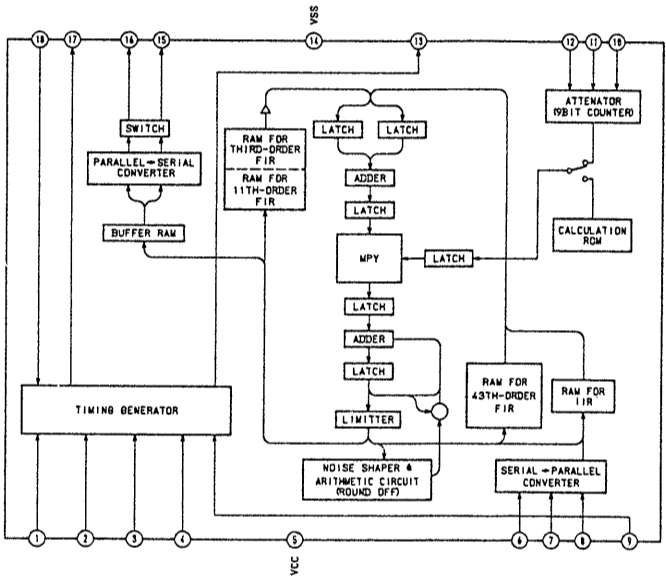 VSS
18
17
16
15
14
13
12
11
10
ATTENATOR
(9BIT COUNTER)
SWITCH
LATCH
LATCH
RAM FOR
THIRD-ORDER
FIR
RAM FOR
11TH-ORDER
FIR
PARALLEL→SERIAL
CONVERTER
ADDER
LATCH
BUFFER RAM
CALCULATION
ROM
MPY
LATCH
LATCH
ADDER
LATCH
RAM FOR
43TH-ORDER
FIR
RAM FOR
IIR
TIMING GENERATOR
LIMITTER
NOISE SHAPER &
ARITHMETIC CIRCUIT
(ROUND OFF)
SERIAL→PARALLEL
CONVERTER
1
2
3
4
5
6
7
8
9
VCC